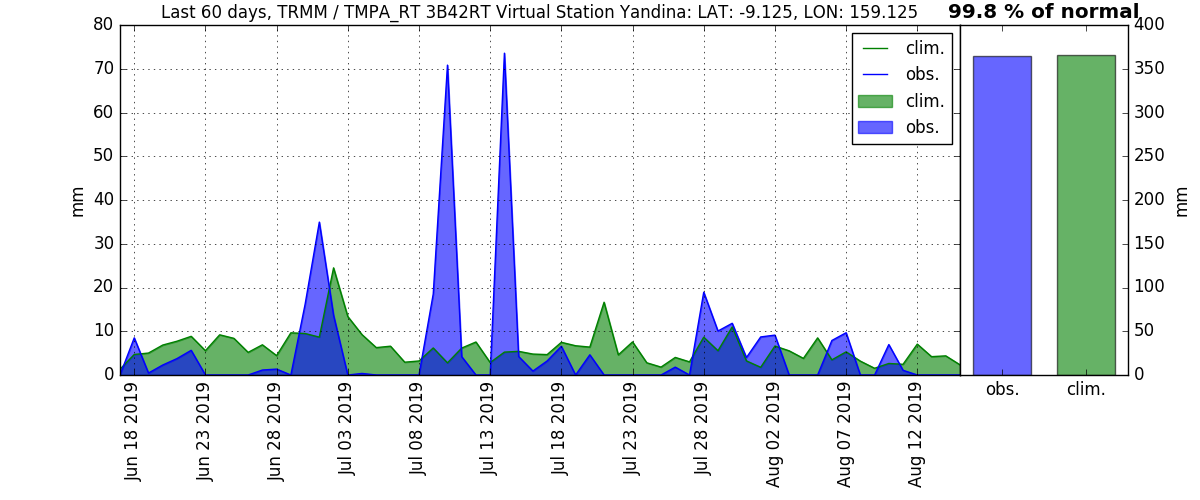 Last 60 days, TRMM / TMPA_RT 3B42RT Virtual Station Yandina: LAT: -9.125, LON: 159.125
99.8 % of normal
80
70
60
50
40
30
20
10
0
mm
clim.
obs.
clim.
obs.
400
350
300
250
200
150
100
50
0
mm
Jun 18 2019
Jun 23 2019
Jun 28 2019
Jul 03 2019
Jul 08 2019
Jul 13 2019
Jul 18 2019
Jul 23 2019
Jul 28 2019
Aug 02 2019
Aug 07 2019
Aug 12 2019
obs.
clim.